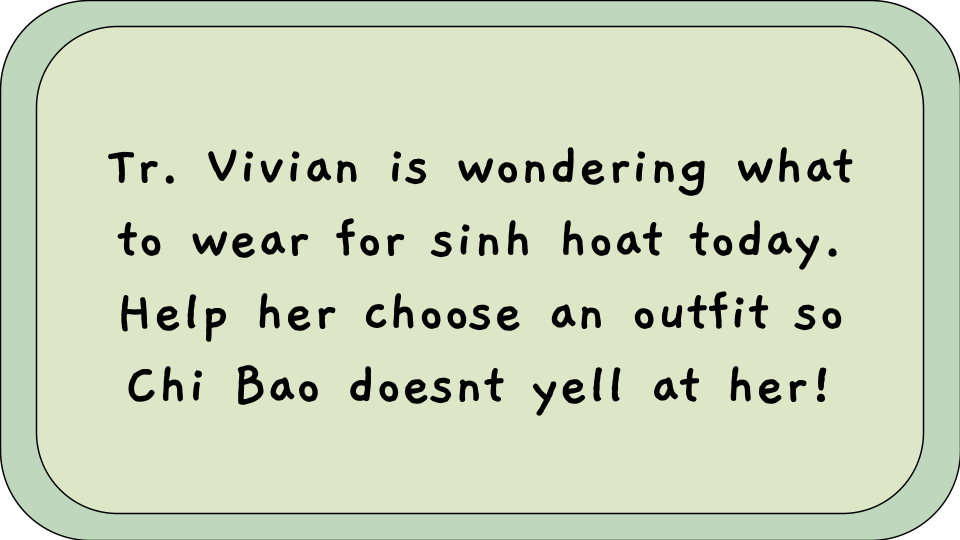 Tr. Vivian is wondering what
to wear for sinh hoat today.
Help her choose an outfit so
Chi Bao doesnt yell at her!